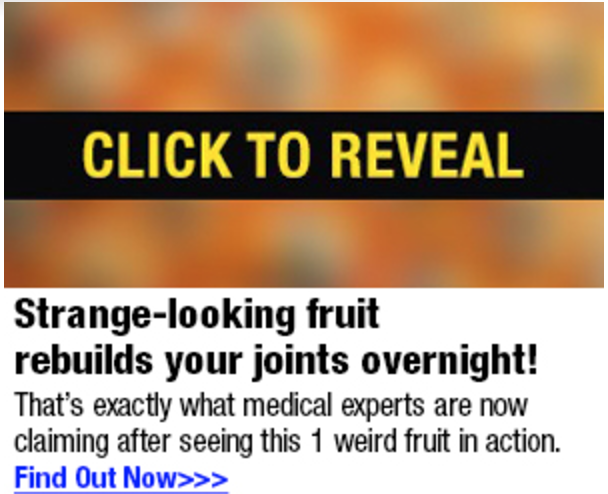 CLICK TO REVEAL
Strange-looking fruit
rebuilds your joints overnight!
That's exactly what medical experts are now
claiming after seeing this 1 weird fruit in action.
Find Out Now>>>